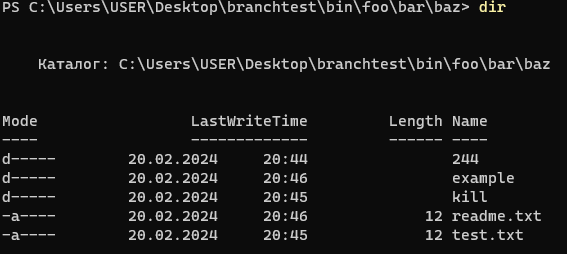 PS C:\Users\USER\Desktop\branchtest\bin\foo\bar\baz> dir
Каталог: C:\Users\USER\Desktop\branchtest\bin\foo\bar\baz
Mode LastWriteTime Length Name
---- ------------- ------ ----
d----- 20.02.2024 20:44 244
d----- 20.02.2024 20:46 example
d----- 20.02.2024 20:45 kill
-a---- 20.02.2024 20:46 12 readme.txt
-a---- 20.02.2024 20:45 12 test.txt